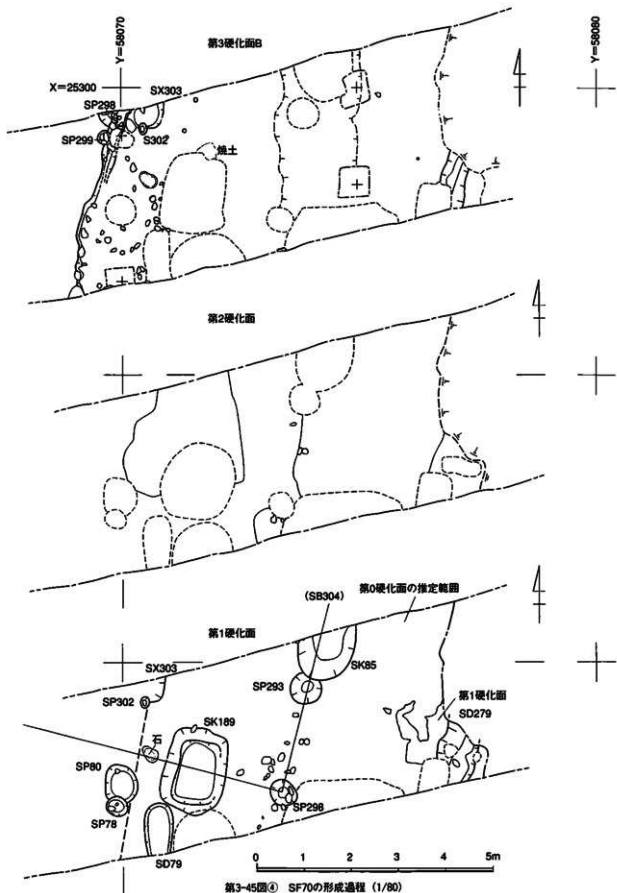 第3硬化面B
Y=58070
Y=58080
X=25300
SP298
SX303
SP299
S302
焼土
第2硬化面
(SB304)
第0硬化面の推定範囲
第1硬化面
SX303
SK85
SP293
SP302
第1硬化面
SD279
石
SK189
SP80
SP78
SP298
SD79
0 1 2 3 4 5m
第3-45図④ SF70の形成過程 (1/80)